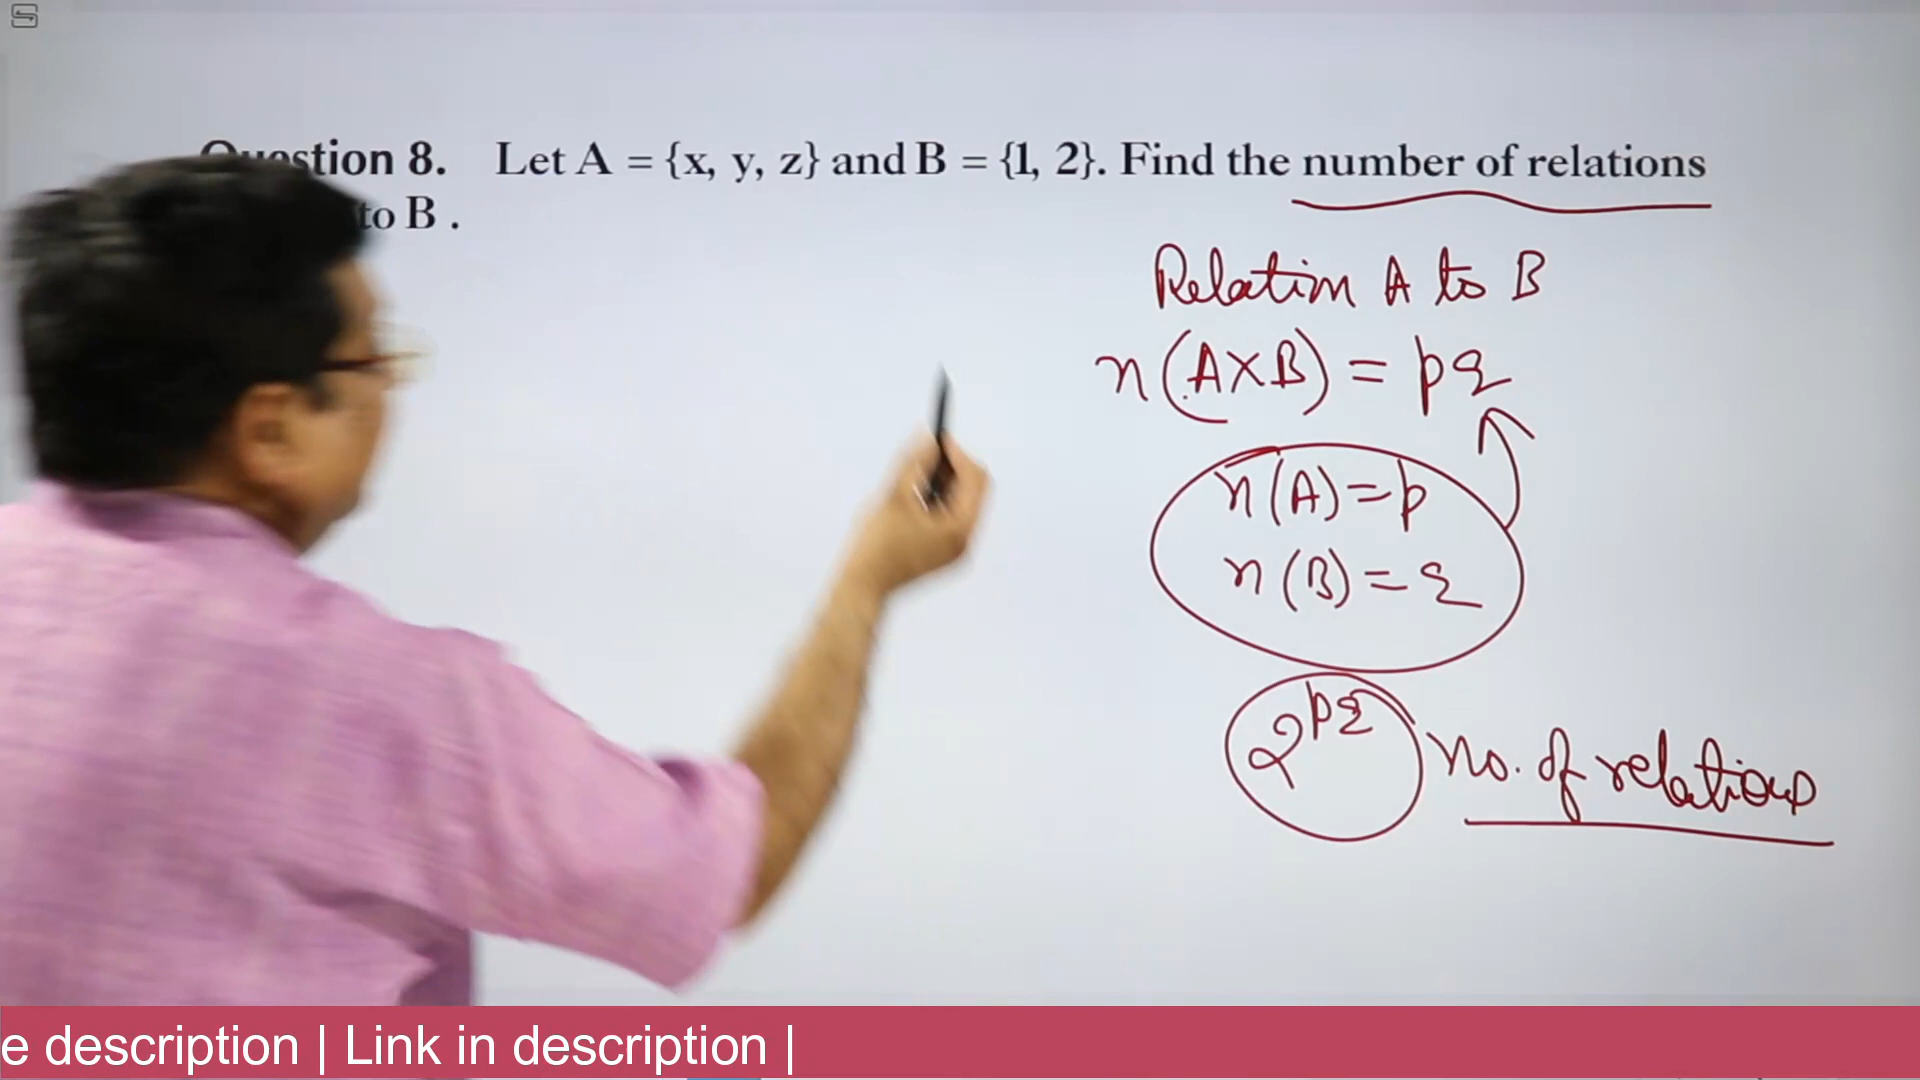 Question 8. Let A = {x, y, z} and B = {1, 2}. Find the number of relations
to B .
Relation A to B
n(A×B) = pq
n(A)=p
n(B)=q
2^pq no. of relations
e description | Link in description |